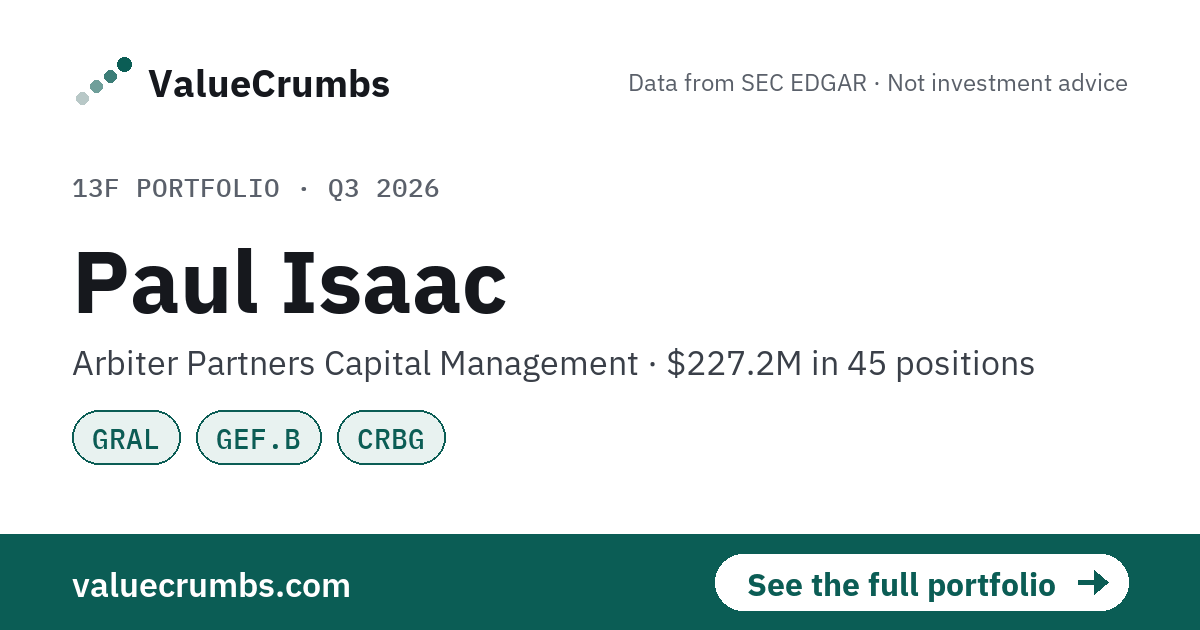 ValueCrumbs
Data from SEC EDGAR · Not investment advice
13F PORTFOLIO · Q3 2026
Paul Isaac
Arbiter Partners Capital Management · $227.2M in 45 positions
GRAL GEF.B CRBG
valuecrumbs.com
See the full portfolio